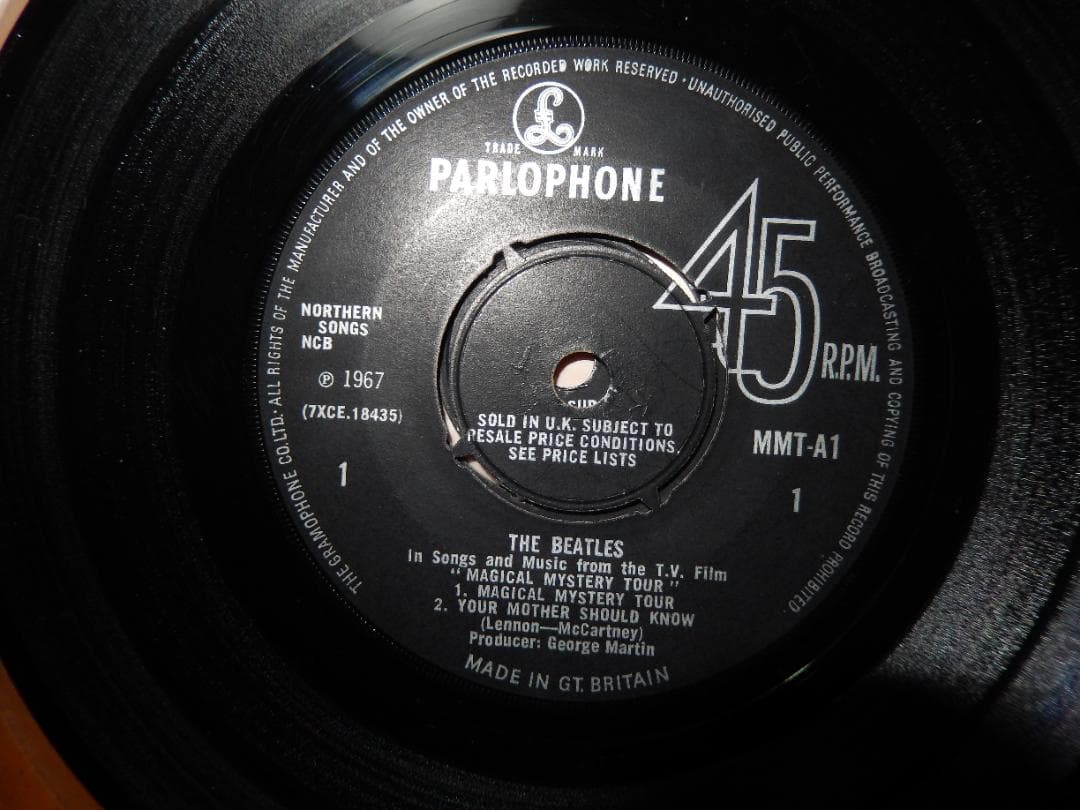 THE GRAMOPHONE CO. LTD. · ALL RIGHTS OF THE MANUFACTURER AND OF THE OWNER OF THE RECORDED WORK RESERVED · UNAUTHORISED PUBLIC PERFORMANCE BROADCASTING AND COPYING OF THIS RECORD PROHIBITED
£
TRADE MARK
PARLOPHONE
45 R.P.M.
NORTHERN
SONGS
NCB
℗ 1967
(7XCE.18435)
1
SOLD IN U.K. SUBJECT TO
RESALE PRICE CONDITIONS.
SEE PRICE LISTS
MMT-A1
1
THE BEATLES
In Songs and Music from the T.V. Film
"MAGICAL MYSTERY TOUR"
1. MAGICAL MYSTERY TOUR
2. YOUR MOTHER SHOULD KNOW
(Lennon—McCartney)
Producer: George Martin
MADE IN GT. BRITAIN